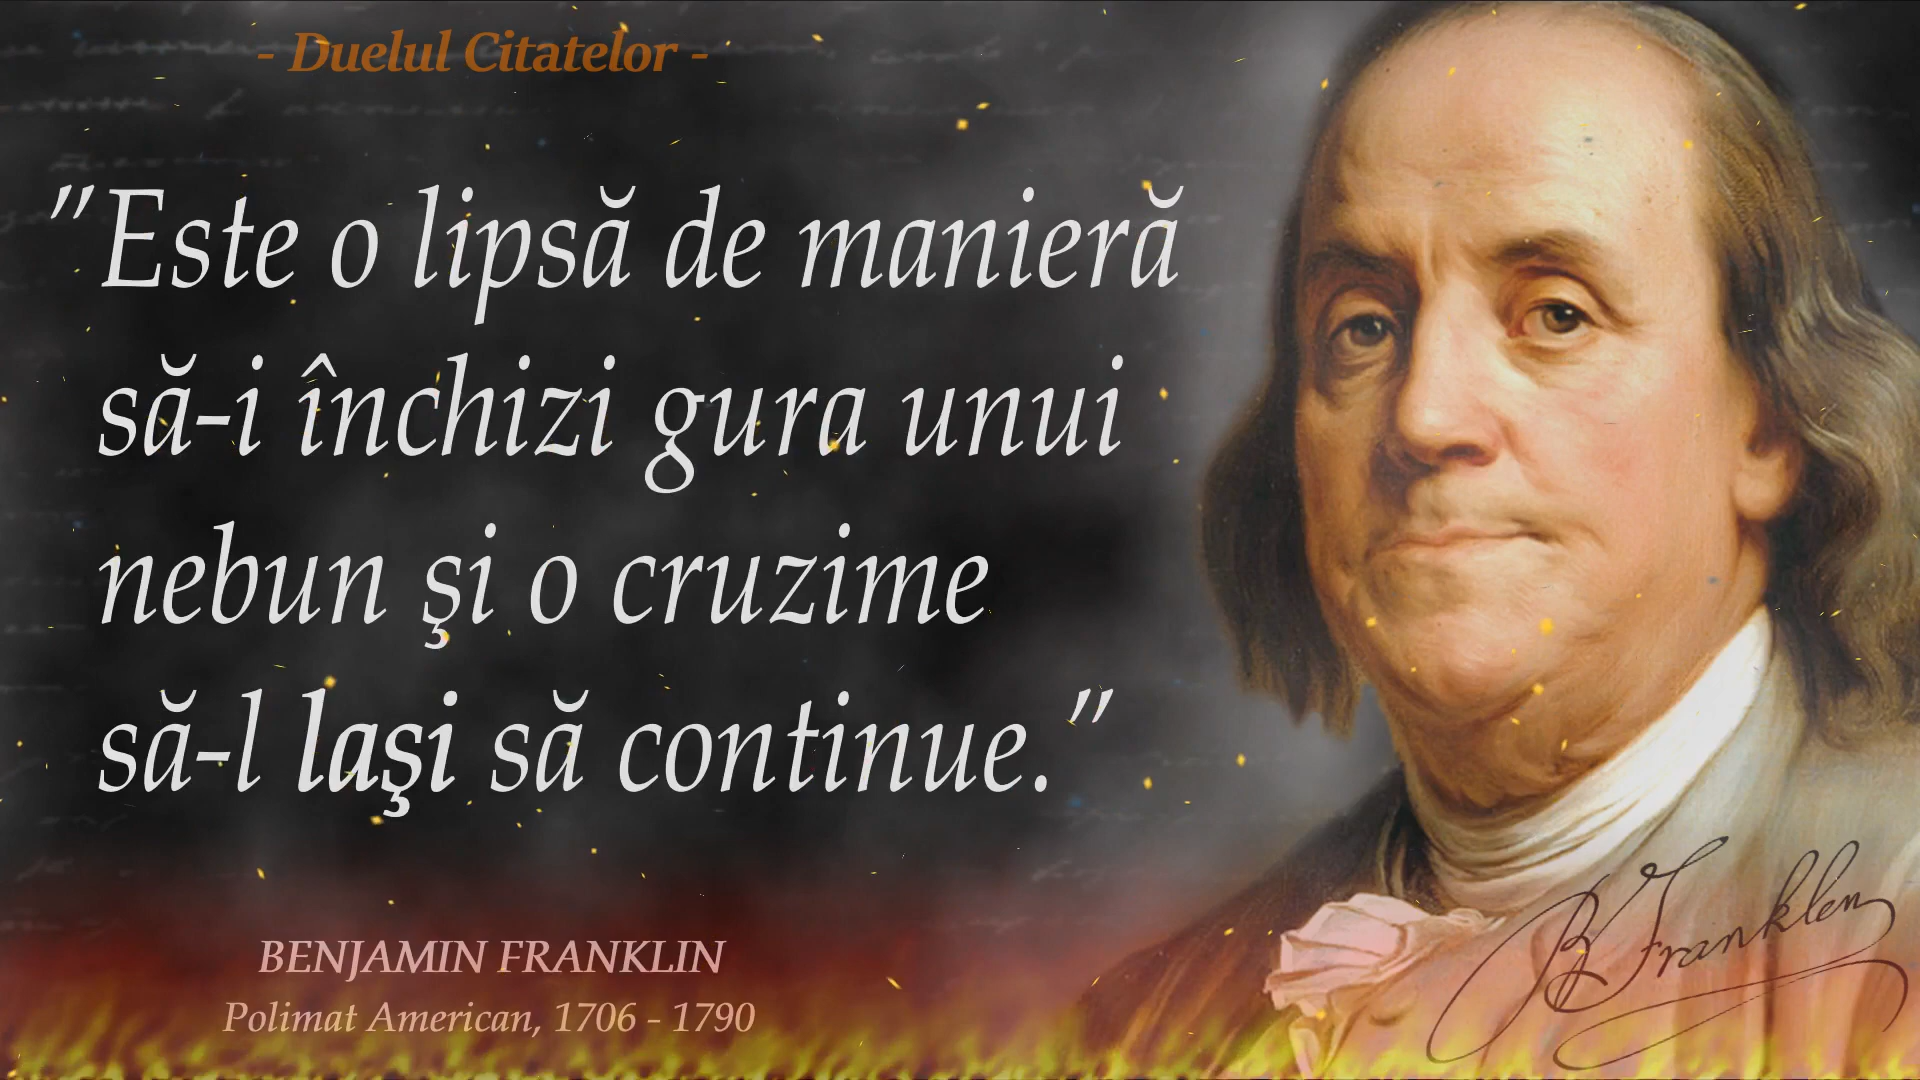 - Duelul Citatelor -
”Este o lipsă de manieră
să-i închizi gura unui
nebun şi o cruzime
să-l laşi să continue.”
BENJAMIN FRANKLIN
Polimat American, 1706 - 1790
B Franklin